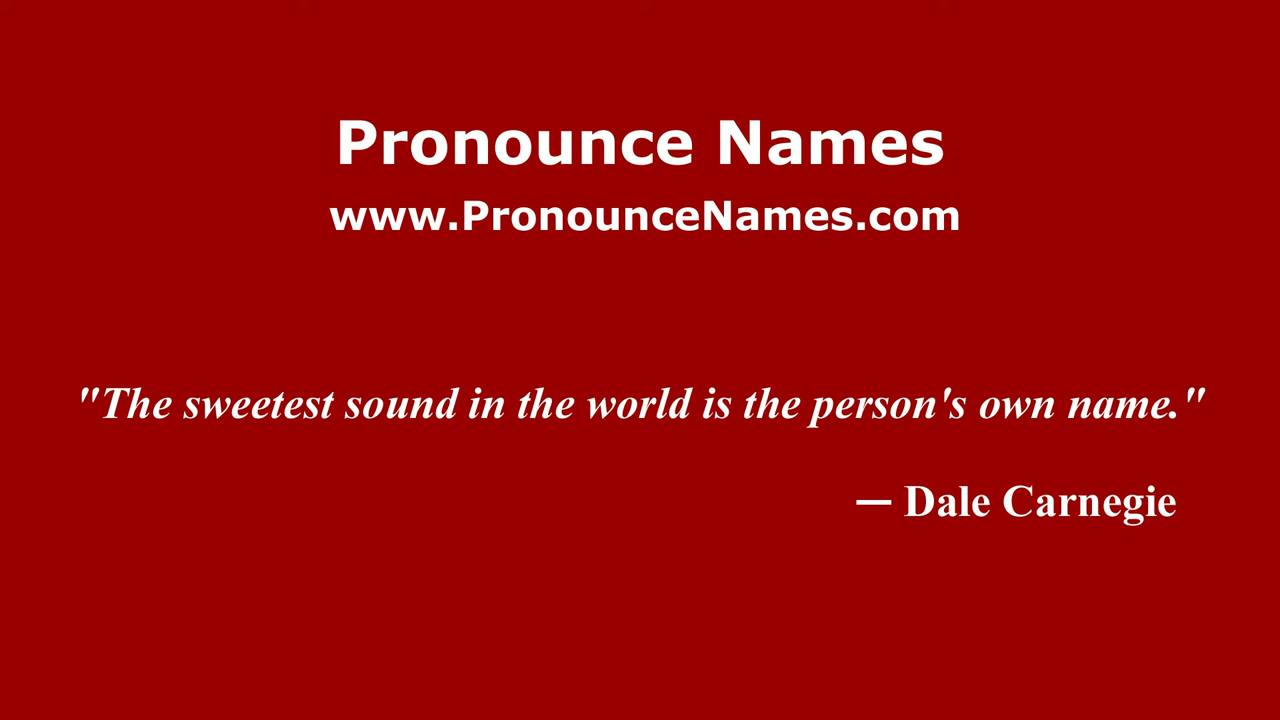 Pronounce Names
www.PronounceNames.com
"The sweetest sound in the world is the person's own name."
— Dale Carnegie